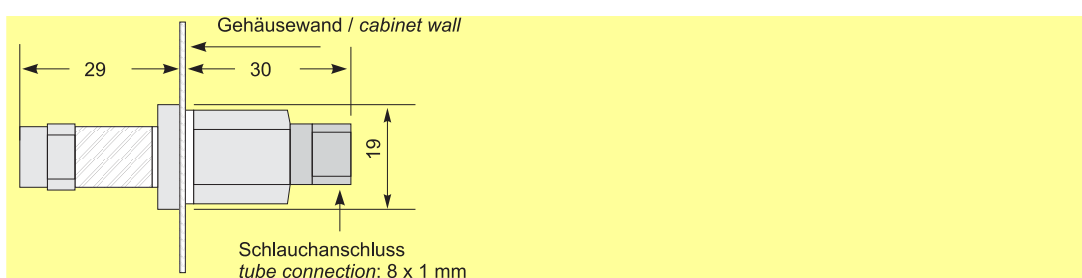 Gehäusewand / cabinet wall
29
30
19
Schlauchanschluss
tube connection: 8 x 1 mm